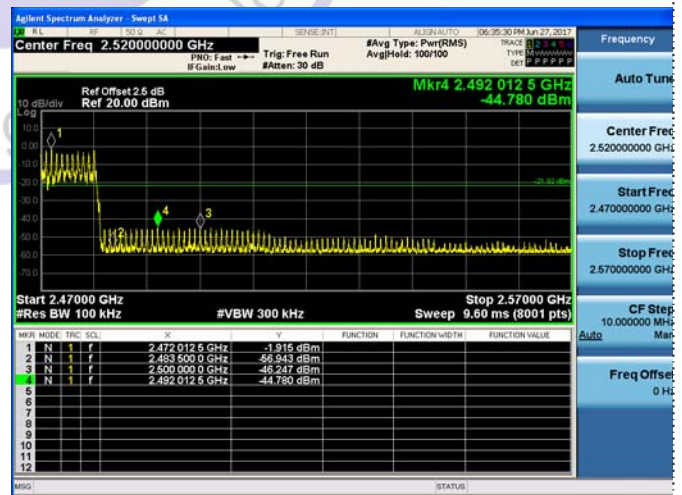 Agilent Spectrum Analyzer - Swept SA
RL RF 50 Ω AC SENSE:INT ALIGN AUTO 06:35:30 PM Jun 27, 2017
Center Freq 2.520000000 GHz #Avg Type: Pwr(RMS) TRACE 1 2 3 4 5 6
PNO: Fast Trig: Free Run Avg|Hold: 100/100 TYPE
IFGain:Low #Atten: 30 dB DET P P P P P
Frequency
Auto Tune
Mkr4 2.492 012 5 GHz
-44.780 dBm
Ref Offset 2.5 dB
10 dB/div Ref 20.00 dBm
Log
10.0
0.00
-20.0
-30.0
-40.0
-50.0
-60.0
-70.0
1
2
4
3
-21.92 dBm
Start 2.47000 GHz Stop 2.57000 GHz
#Res BW 100 kHz #VBW 300 kHz Sweep 9.60 ms (8001 pts)
Center Freq
2.520000000 GHz
Start Freq
2.470000000 GHz
Stop Freq
2.570000000 GHz
CF Step
10.000000 MHz
Auto Man
Freq Offset
0 Hz
MKR MODE TRC SCL X Y FUNCTION FUNCTION WIDTH FUNCTION VALUE
1 N 1 f 2.472 012 5 GHz -1.915 dBm
2 N 1 f 2.483 500 0 GHz -56.943 dBm
3 N 1 f 2.500 000 0 GHz -46.247 dBm
4 N 1 f 2.492 012 5 GHz -44.780 dBm
5
6
7
8
9
10
11
12
MSG STATUS